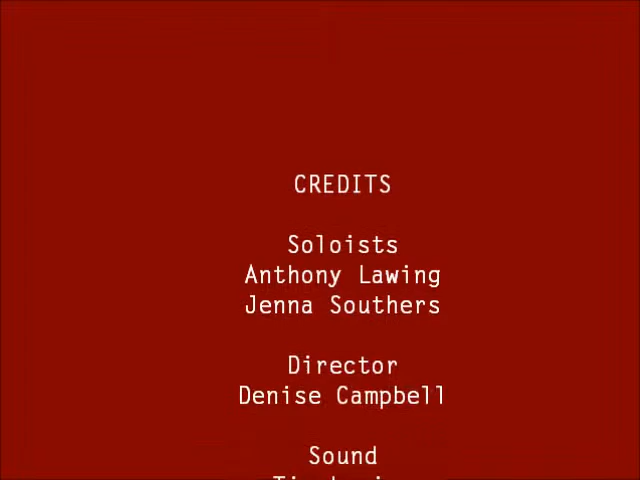 CREDITS
Soloists
Anthony Lawing
Jenna Southers
Director
Denise Campbell
Sound